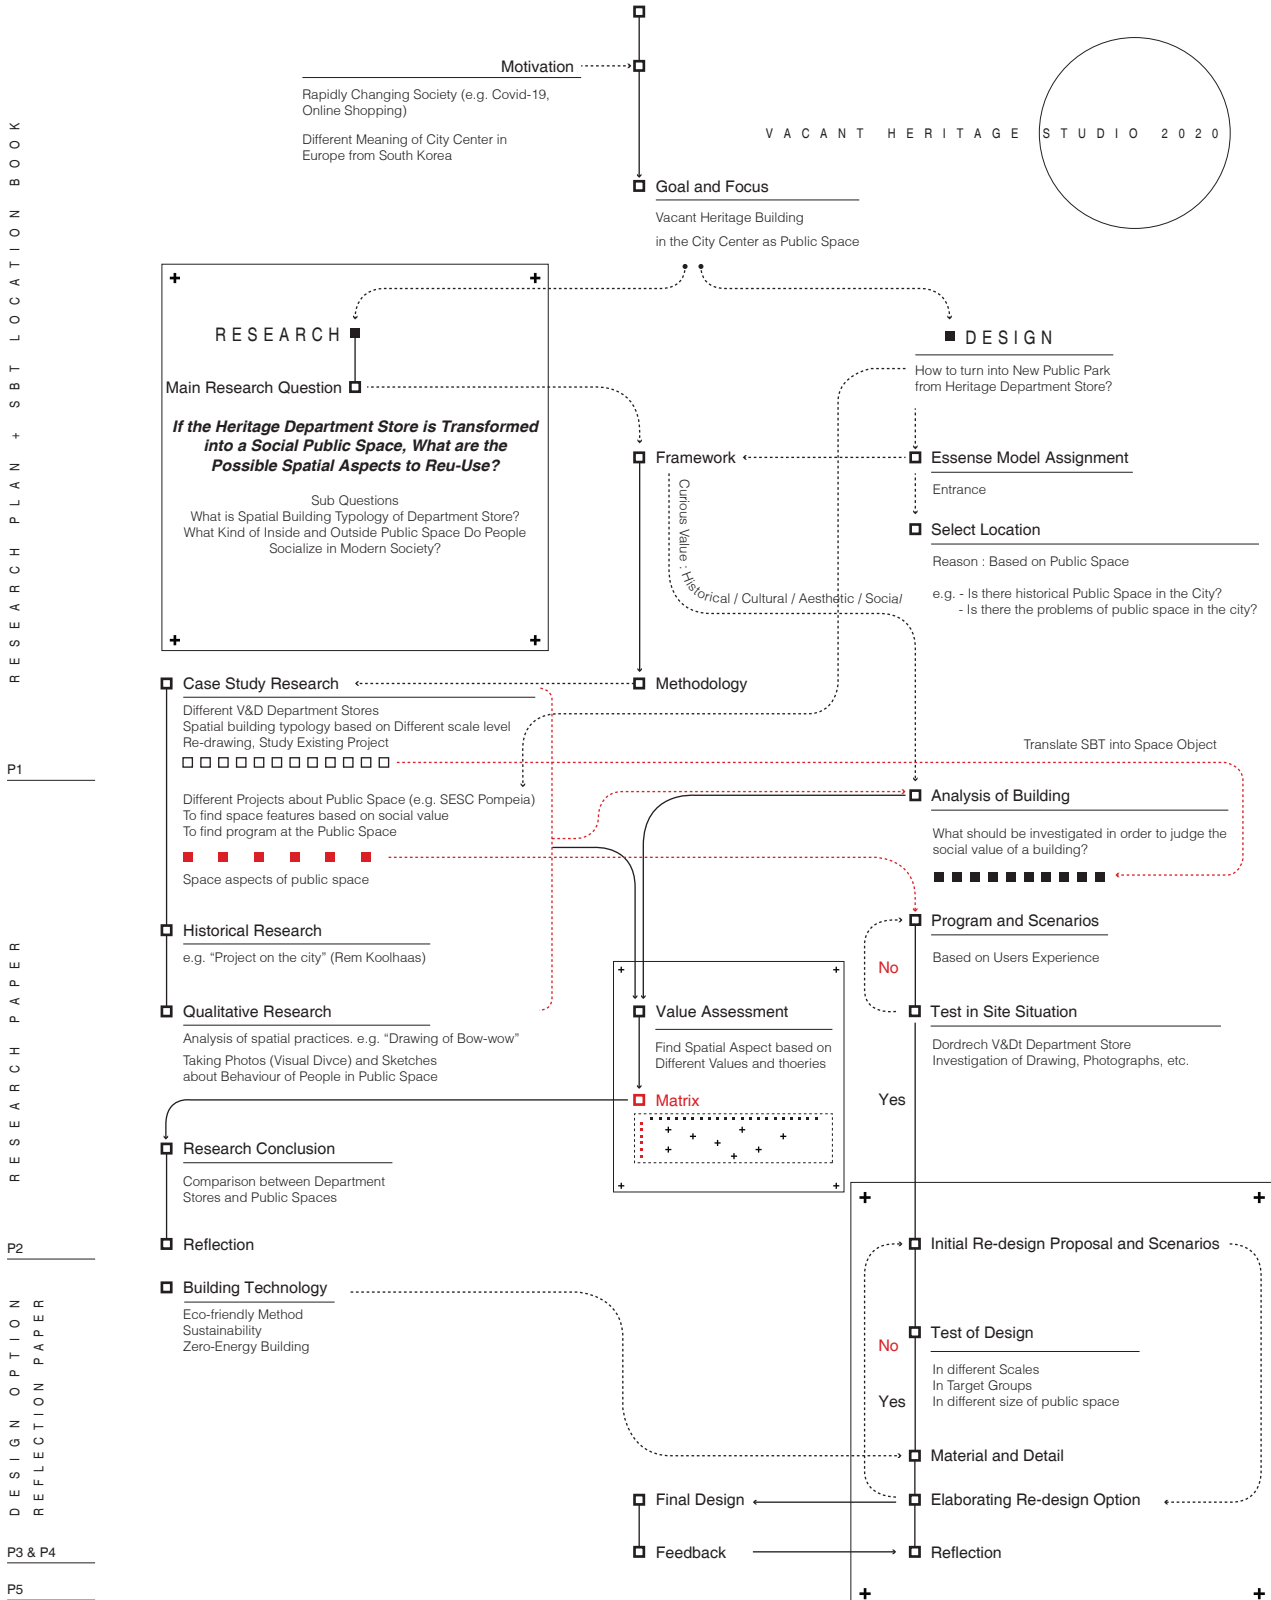 Motivation
Rapidly Changing Society (e.g. Covid-19,
Online Shopping)
Different Meaning of City Center in
Europe from South Korea
VACANT HERITAGE STUDIO 2020
Goal and Focus
Vacant Heritage Building
in the City Center as Public Space
RESEARCH PLAN + SBT LOCATION BOOK
RESEARCH
Main Research Question
If the Heritage Department Store is Transformed
into a Social Public Space, What are the
Possible Spatial Aspects to Reu-Use?
Sub Questions
What is Spatial Building Typology of Department Store?
What Kind of Inside and Outside Public Space Do People
Socialize in Modern Society?
DESIGN
How to turn into New Public Park
from Heritage Department Store?
Framework
Curious Value : Historical / Cultural / Aesthetic / Social
Essense Model Assignment
Entrance
Select Location
Reason : Based on Public Space
e.g. - Is there historical Public Space in the City?
- Is there the problems of public space in the city?
Methodology
Case Study Research
Different V&D Department Stores
Spatial building typology based on Different scale level
Re-drawing, Study Existing Project
Translate SBT into Space Object
P1
Different Projects about Public Space (e.g. SESC Pompeia)
To find space features based on social value
To find program at the Public Space
Space aspects of public space
Analysis of Building
What should be investigated in order to judge the
social value of a building?
RESEARCH PAPER
Historical Research
e.g. “Project on the city” (Rem Koolhaas)
Program and Scenarios
Based on Users Experience
No
Qualitative Research
Analysis of spatial practices. e.g. “Drawing of Bow-wow”
Taking Photos (Visual Divce) and Sketches
about Behaviour of People in Public Space
Value Assessment
Find Spatial Aspect based on
Different Values and thoeries
Matrix
Test in Site Situation
Dordrech V&Dt Department Store
Investigation of Drawing, Photographs, etc.
Yes
Research Conclusion
Comparison between Department
Stores and Public Spaces
P2
Reflection
Initial Re-design Proposal and Scenarios
DESIGN OPTION
REFLECTION PAPER
Building Technology
Eco-friendly Method
Sustainability
Zero-Energy Building
Test of Design
No
In different Scales
In Target Groups
In different size of public space
Yes
Material and Detail
Final Design
Elaborating Re-design Option
P3 & P4
Feedback
Reflection
P5